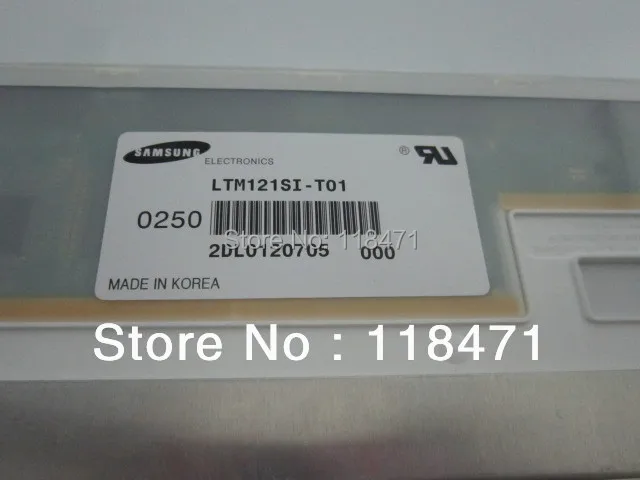 SAMSUNG ELECTRONICS
LTM121SI-T01
0250
Store No: 118471
2DL0120705 000
MADE IN KOREA
Store No : 118471